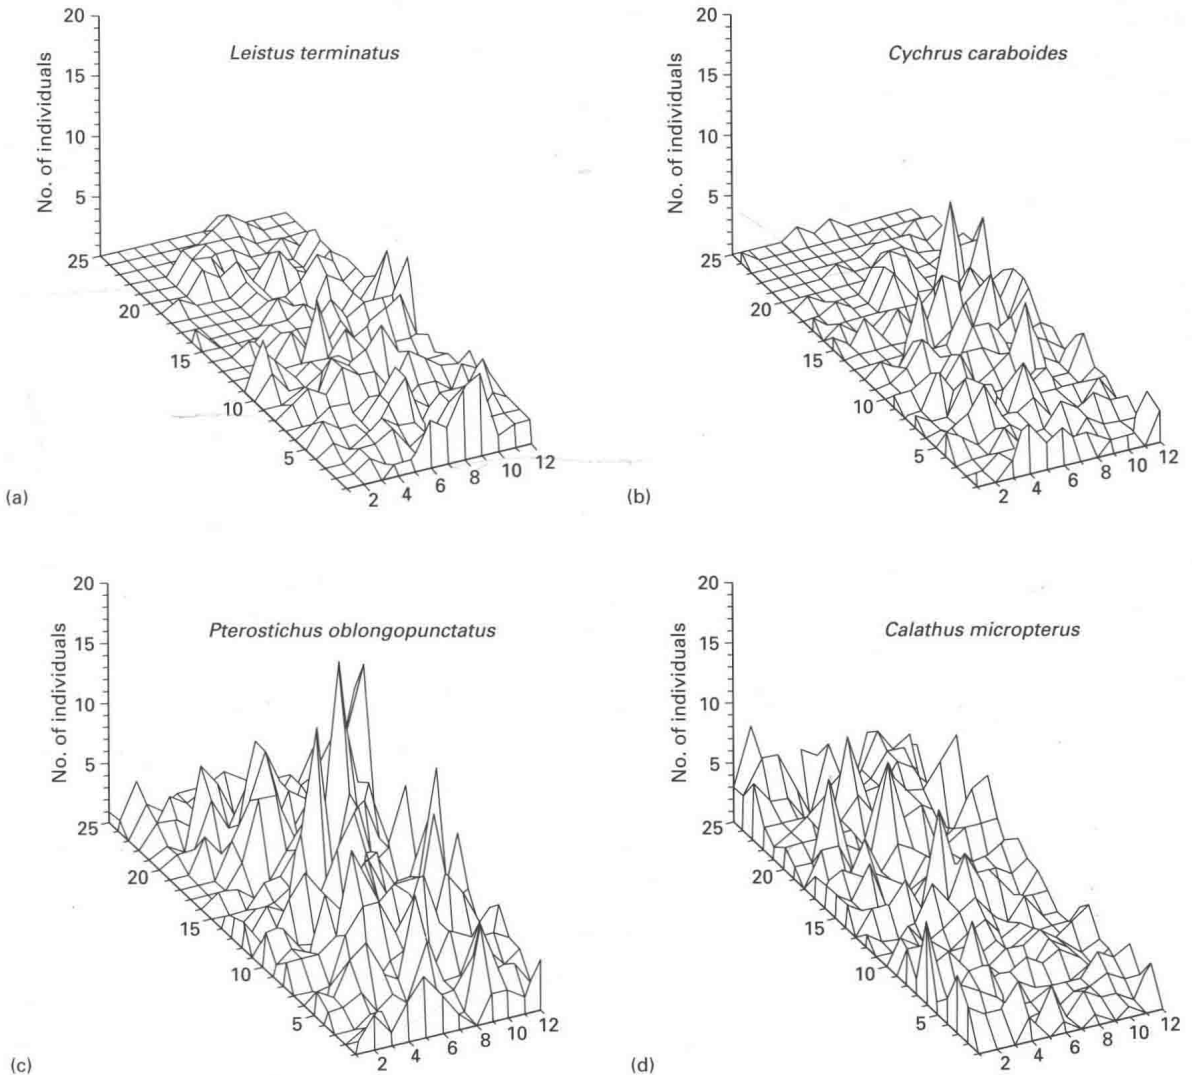 Leistus terminatus
No. of individuals
20
15
10
5
25
20
15
10
5
2 4 6 8 10 12
(a)
Cychrus caraboides
No. of individuals
20
15
10
5
25
20
15
10
5
2 4 6 8 10 12
(b)
Pterostichus oblongopunctatus
No. of individuals
20
15
10
5
25
20
15
10
5
2 4 6 8 10 12
(c)
Calathus micropterus
No. of individuals
20
15
10
5
25
20
15
10
5
2 4 6 8 10 12
(d)